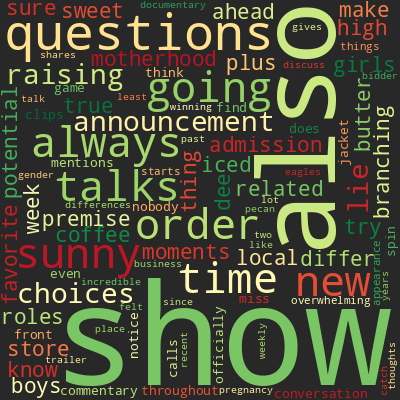 documentary
sure
sweet
ahead
make
high
things
questions
also
gives
shares
motherhood
plus
girls
discuss
bidder
raising
think
going
game
talk
least
true
winning
find
butter
clips
announcement
does
past
jacket
branching
potential
always
admission
mentions
thing
iced
lie
gender
starts
deer
eagles
talks
related
week
differences
nobody
lot
pecan
try
premise
order
two
like
spin
favorite
coffee
sunny
moments
local
differ
business
appearance
even
incredible
time
new
years
choices
miss
overwhelming
felt
since
show
roles
place
notice
officially
front
calls
recent
weekly
store
trailer
know
catch
thoughts
boys
commentary
throughout
pregnancy
conversation